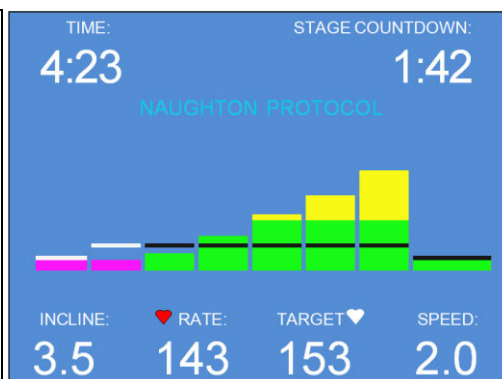 TIME: STAGE COUNTDOWN:
4:23 1:42
NAUGHTON PROTOCOL
INCLINE: RATE: TARGET SPEED:
3.5 143 153 2.0